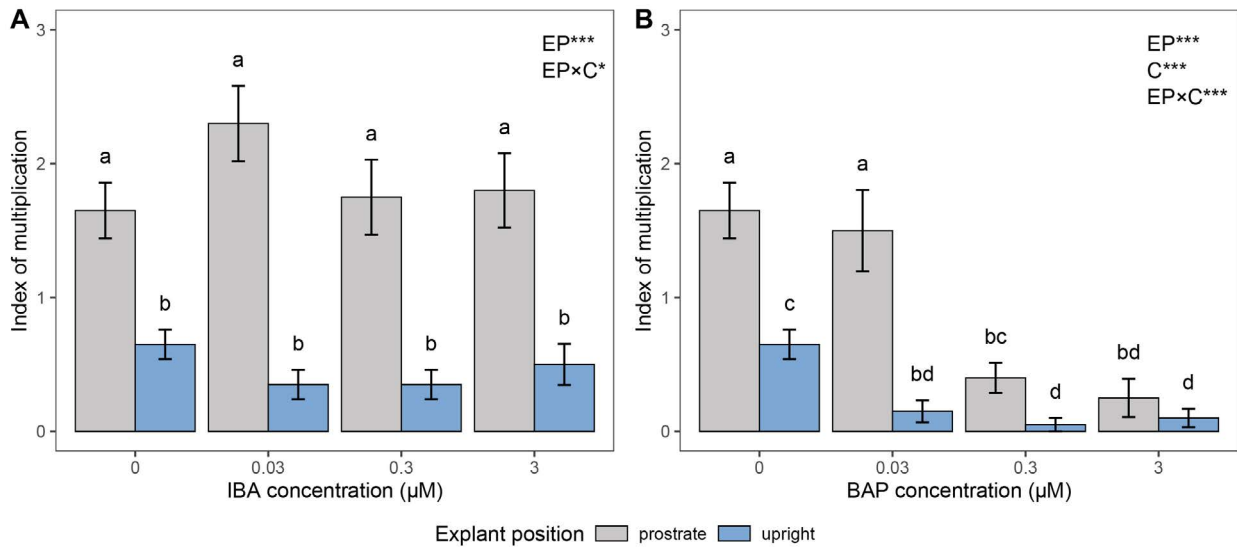 A
Index of multiplication
3
2
1
0
EP***
EP×C*
a
a
a
a
b
b
b
b
0
0.03
0.3
3
IBA concentration (µM)
B
Index of multiplication
3
2
1
0
EP***
C***
EP×C***
a
a
c
bd
bc
d
bd
d
0
0.03
0.3
3
BAP concentration (µM)
Explant position prostrate upright